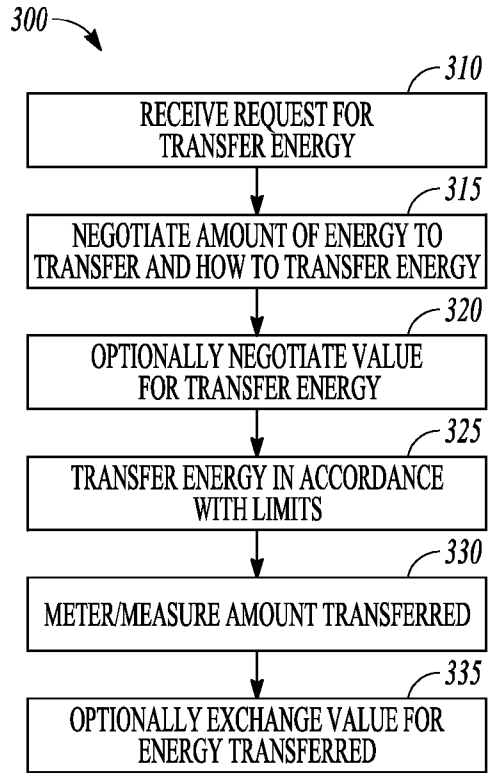 300
310
RECEIVE REQUEST FOR
TRANSFER ENERGY
315
NEGOTIATE AMOUNT OF ENERGY TO
TRANSFER AND HOW TO TRANSFER ENERGY
320
OPTIONALLY NEGOTIATE VALUE
FOR TRANSFER ENERGY
325
TRANSFER ENERGY IN ACCORDANCE
WITH LIMITS
330
METER/MEASURE AMOUNT TRANSFERRED
335
OPTIONALLY EXCHANGE VALUE FOR
ENERGY TRANSFERRED